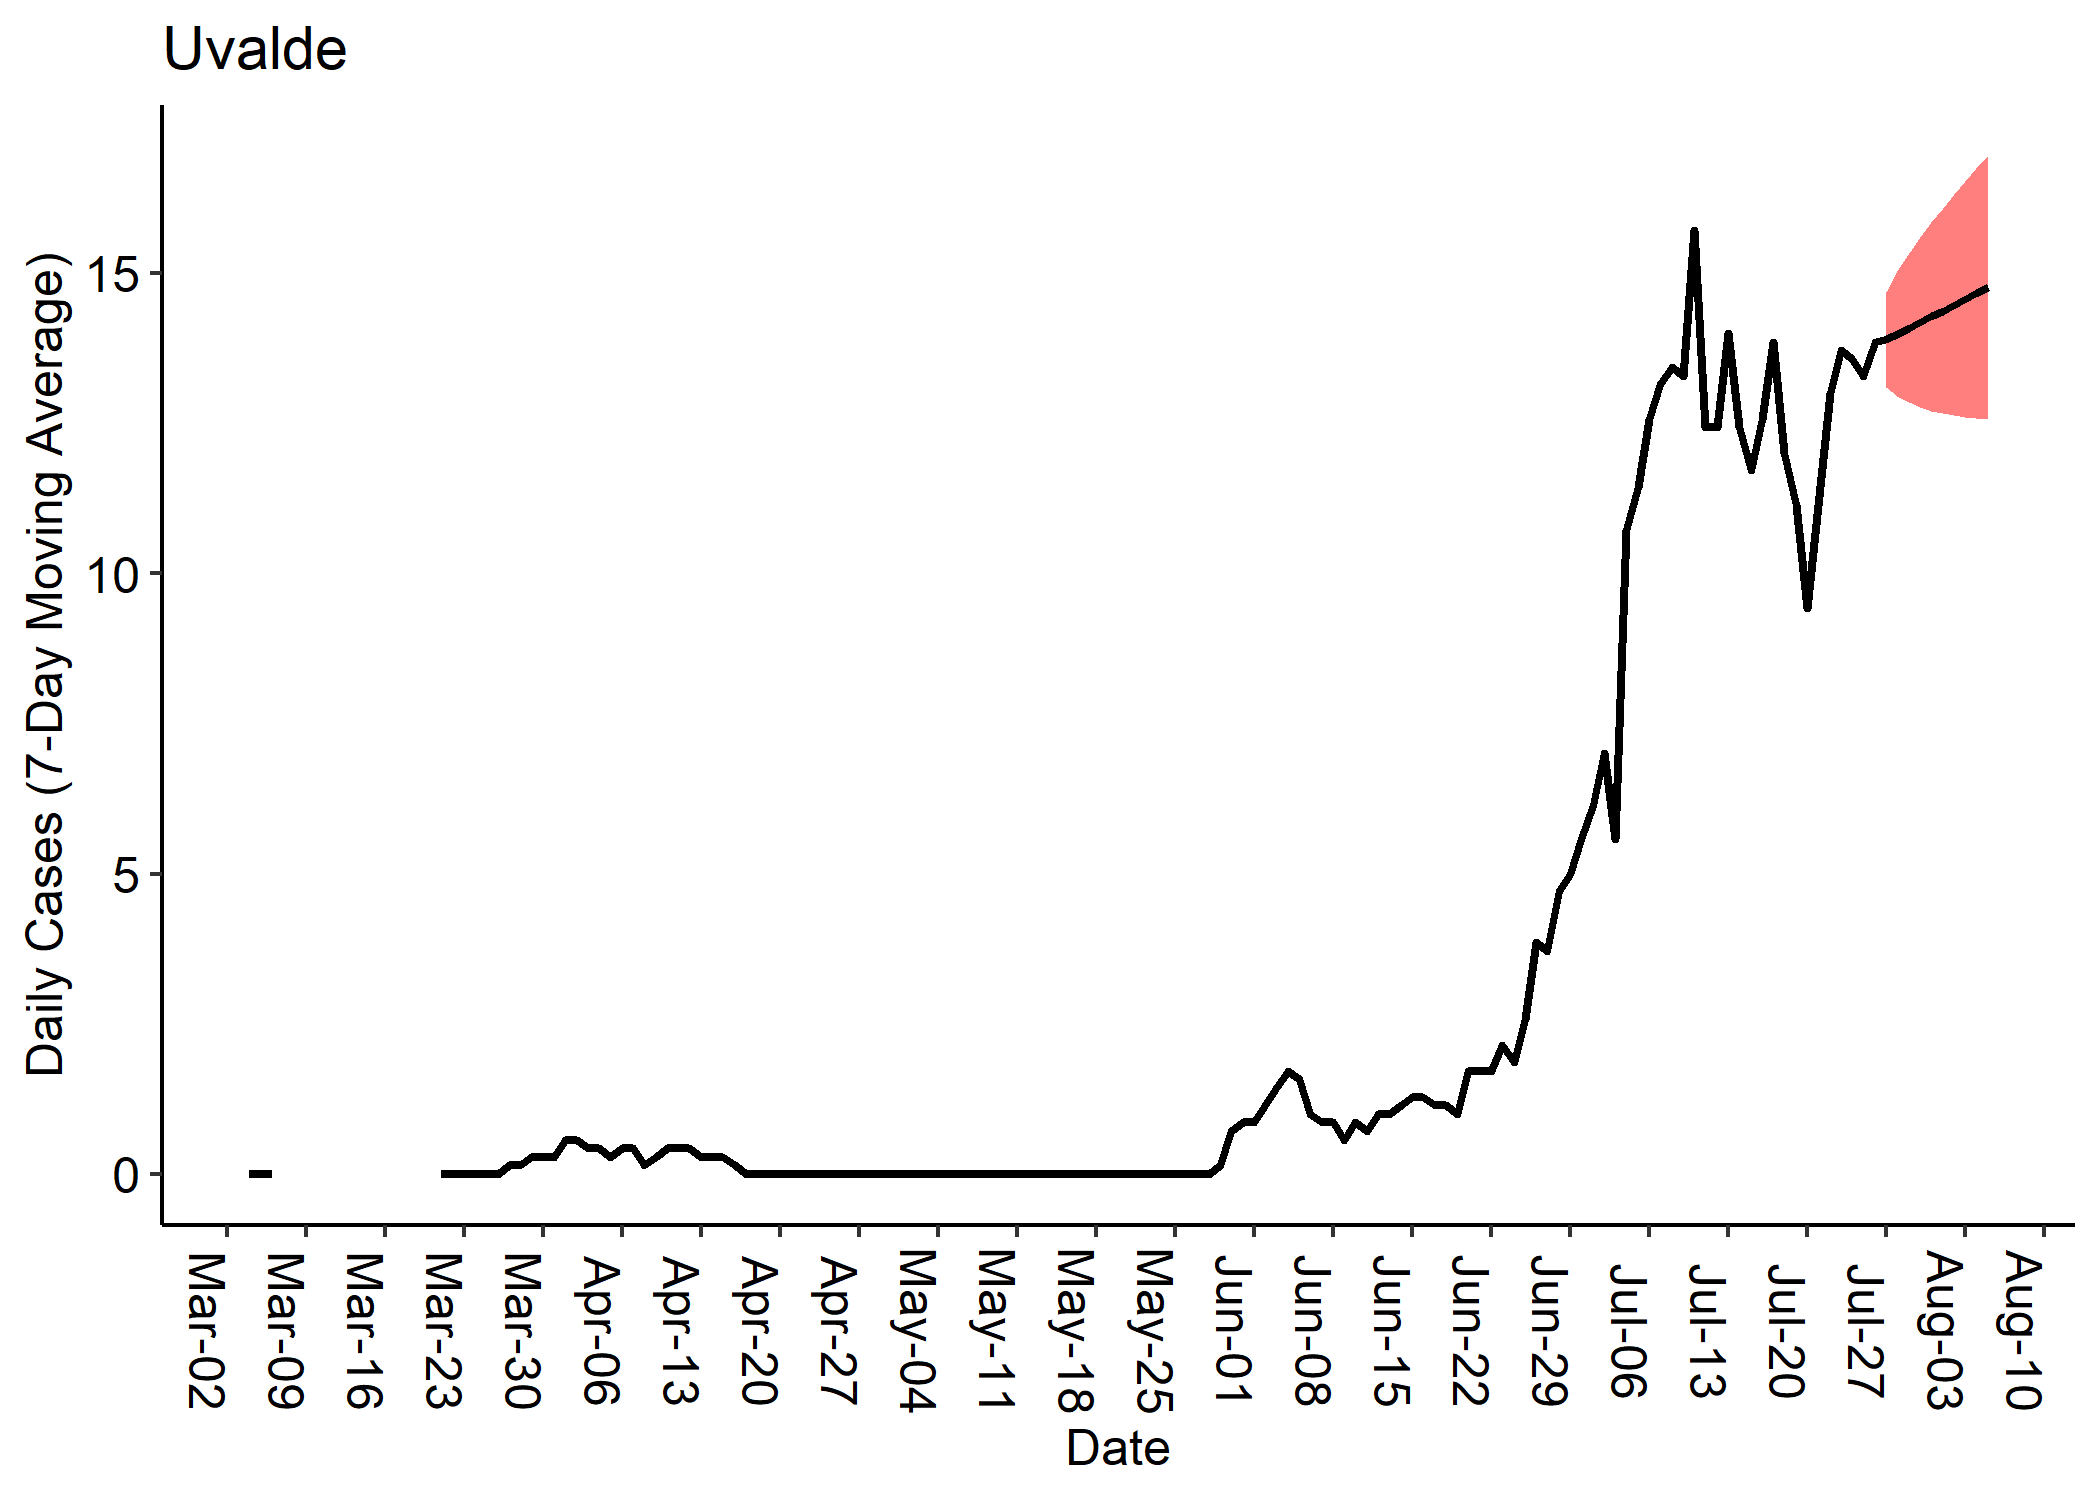 Uvalde
Daily Cases (7-Day Moving Average)
15
10
5
0
Mar-02
Mar-09
Mar-16
Mar-23
Mar-30
Apr-06
Apr-13
Apr-20
Apr-27
May-04
May-11
May-18
May-25
Jun-01
Jun-08
Jun-15
Jun-22
Jun-29
Jul-06
Jul-13
Jul-20
Jul-27
Aug-03
Aug-10
Date